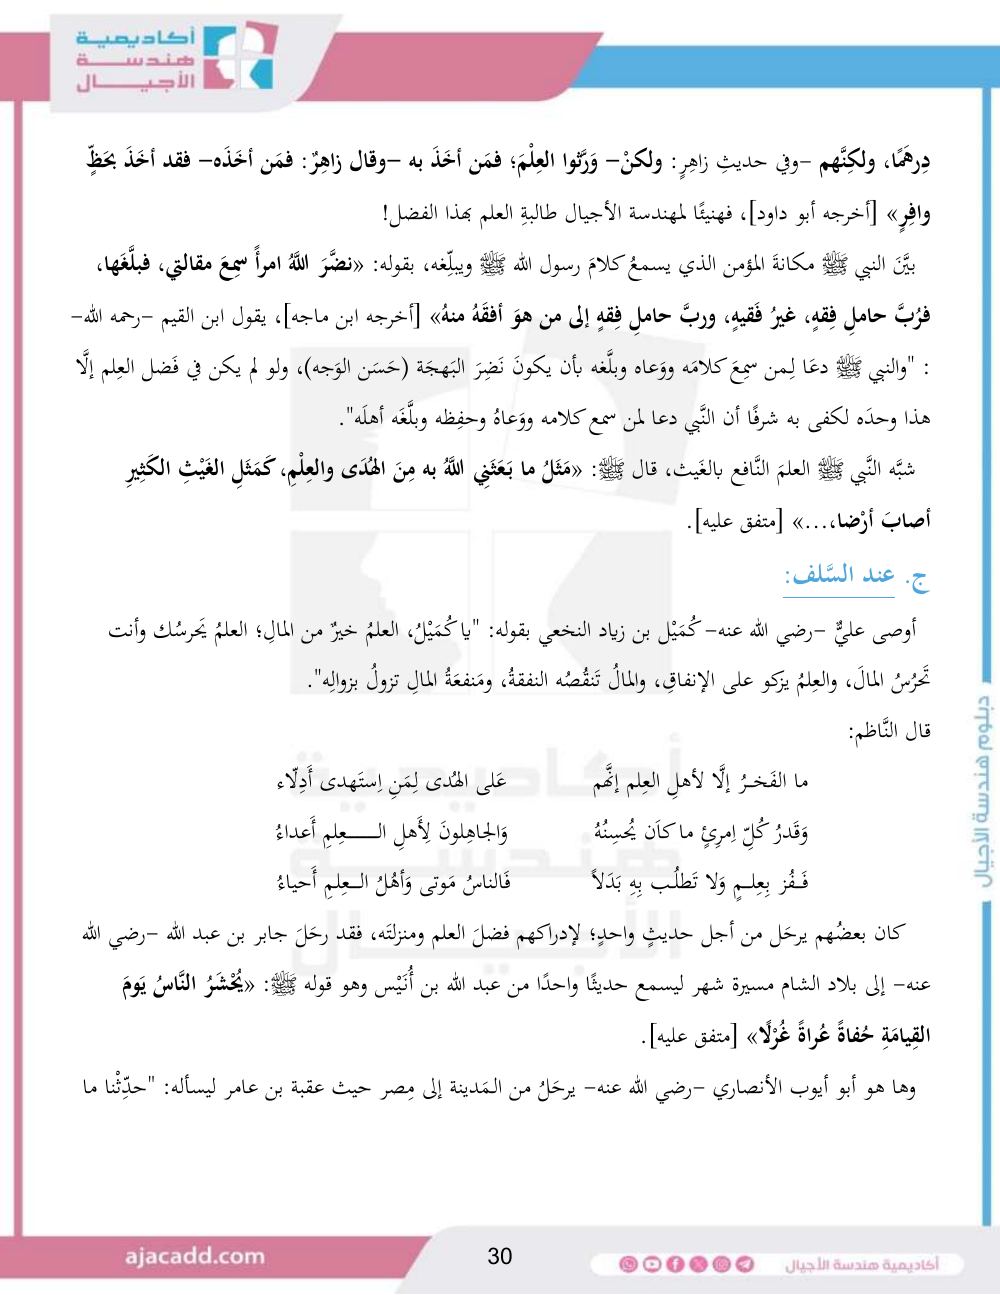 أكاديمية
هندسة
الأجيال
دِرهَمًا، ولكِنَّهم –وفي حديثِ زاهِرٍ: ولكنْ– وَرَّثوا العِلْمَ؛ فمَن أخَذَ به –وقال زاهِرٌ: فمَن أخَذَه– فقد أخَذَ بحَظٍّ
وافِرٍ» [أخرجه أبو داود]، فهنيئًا لمهندسة الأجيال طالبةِ العلم بهذا الفضل!
بيَّنَ النبي ﷺ مكانةَ المؤمن الذي يسمعُ كلامَ رسول الله ﷺ ويبلّغه، بقوله: «نضَّرَ اللَّهُ امرأً سمِعَ مقالتي، فبلَّغَها،
فرُبَّ حاملِ فِقهٍ، غيرُ فَقيهٍ، وربَّ حاملِ فِقهٍ إلى من هوَ أفقَهُ منهُ» [أخرجه ابن ماجه]، يقول ابن القيم –رحمه الله–
: "والنبي ﷺ دعَا لِمن سمِعَ كلامَه ووَعاه وبلَّغه بأن يكونَ نَضِرَ البَهجَة (حَسَن الوَجه)، ولو لم يكن في فَضل العِلم إلَّا
هذا وحدَه لكفى به شرفًا أن النَّبي دعا لمن سمع كلامه ووَعاهُ وحفِظه وبلَّغَه أهلَه".
شبَّه النَّبي ﷺ العلمَ النَّافع بالغَيث، قال ﷺ: «مَثَلُ ما بَعَثَنِي اللَّهُ به مِنَ الهُدَى والعِلْمِ، كَمَثَلِ الغَيْثِ الكَثِيرِ
أصابَ أرْضا،...» [متفق عليه].
ج. عند السَّلف:
أوصى عليٌّ –رضي الله عنه– كُمَيْل بن زياد النخعي بقوله: "يا كُمَيْلُ، العلمُ خيرٌ من المالِ؛ العلمُ يَحرسُك وأنت
تَحرُسُ المالَ، والعِلمُ يزكو على الإنفاقِ، والمالُ تَنقُصُه النفقةُ، ومَنفعَةُ المالِ تزولُ بزوالِه".
قال النَّاظم:
ما الفَخـرُ إلَّا لأهلِ العِلم إنَّهم عَلى الهُدى لِمَنِ اِستَهدى أَدِلّاء
وَقَدرُ كُلِّ اِمرِئٍ ما كاَن يُحسِنُهُ وَالجاهِلونَ لِأَهلِ الـــــعِلمِ أَعداءُ
فَـفُز بِعِلـمٍ وَلا تَطلُب بِهِ بَدَلاً فَالناسُ مَوتى وَأهُلُ الـعِلمِ أَحياءُ
كان بعضُهم يرحَل من أجل حديثٍ واحدٍ؛ لإدراكهم فضلَ العلم ومنزلتَه، فقد رحَلَ جابر بن عبد الله –رضي الله
عنه– إلى بلاد الشام مسيرة شهر ليسمع حديثًا واحدًا من عبد الله بن أُنَيْس وهو قوله ﷺ: «يُحْشَرُ النَّاسُ يَومَ
القِيامَةِ حُفاةً عُراةً غُرْلًا» [متفق عليه].
وها هو أبو أيوب الأنصاري –رضي الله عنه– يرحَلُ من المَدينة إلى مِصر حيث عقبة بن عامر ليسأله: "حدِّثْنا ما
دبلوم هندسة الأجيال
أكاديمية
هندسة
الأجيال
أكاديمية هندسة الأجيال
30
ajacadd.com